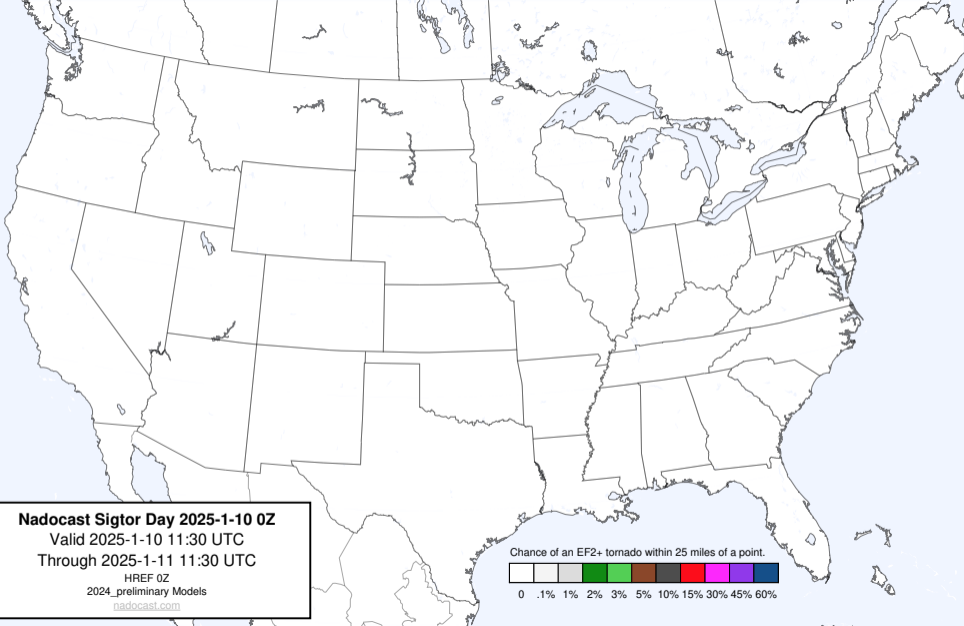 Nadocast Sigtor Day 2025-1-10 0Z
Valid 2025-1-10 11:30 UTC
Through 2025-1-11 11:30 UTC
HREF 0Z
2024_preliminary Models
nadocast.com
Chance of an EF2+ tornado within 25 miles of a point.
0 .1% 1% 2% 3% 5% 10% 15% 30% 45% 60%